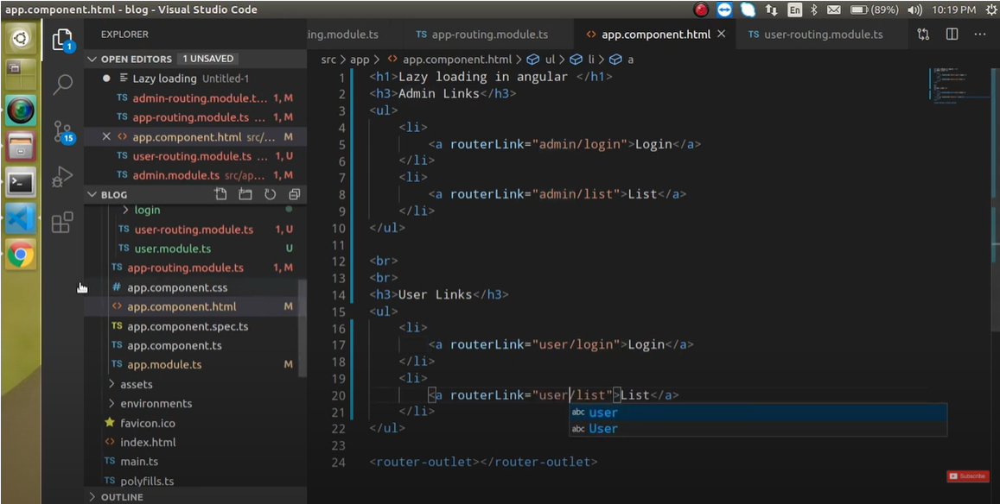 app.component.html - blog - Visual Studio Code
En
(89%)
10:19 PM
EXPLORER
ing.module.ts
TS app-routing.module.ts
<> app.component.html
TS user-routing.module.ts
1
OPEN EDITORS 1 UNSAVED
src > app > <> app.component.html > ul > li > a
Lazy loading Untitled-1
TS admin-routing.module.t... 1, M
TS app-routing.module.ts ... 1, M
15
<> app.component.html src/... M
TS user-routing.module.ts ... 1, U
TS admin.module.ts src/ap... 1, M
BLOG
login
TS user-routing.module.ts 1, U
TS user.module.ts U
TS app-routing.module.ts 1, M
# app.component.css
<> app.component.html M
TS app.component.spec.ts
TS app.component.ts
TS app.module.ts M
assets
environments
favicon.ico
<> index.html
TS main.ts
TS polyfills.ts
OUTLINE
1 <h1>Lazy loading in angular </h1>
2 <h3>Admin Links</h3>
3 <ul>
4 <li>
5 <a routerLink="admin/login">Login</a>
6 </li>
7 <li>
8 <a routerLink="admin/list">List</a>
9 </li>
10 </ul>
11
12 <br>
13 <br>
14 <h3>User Links</h3>
15 <ul>
16 <li>
17 <a routerLink="user/login">Login</a>
18 </li>
19 <li>
20 <a routerLink="user/list">List</a>
21 </li>
abc user
abc User
22 </ul>
23
24 <router-outlet></router-outlet>
Subscribe